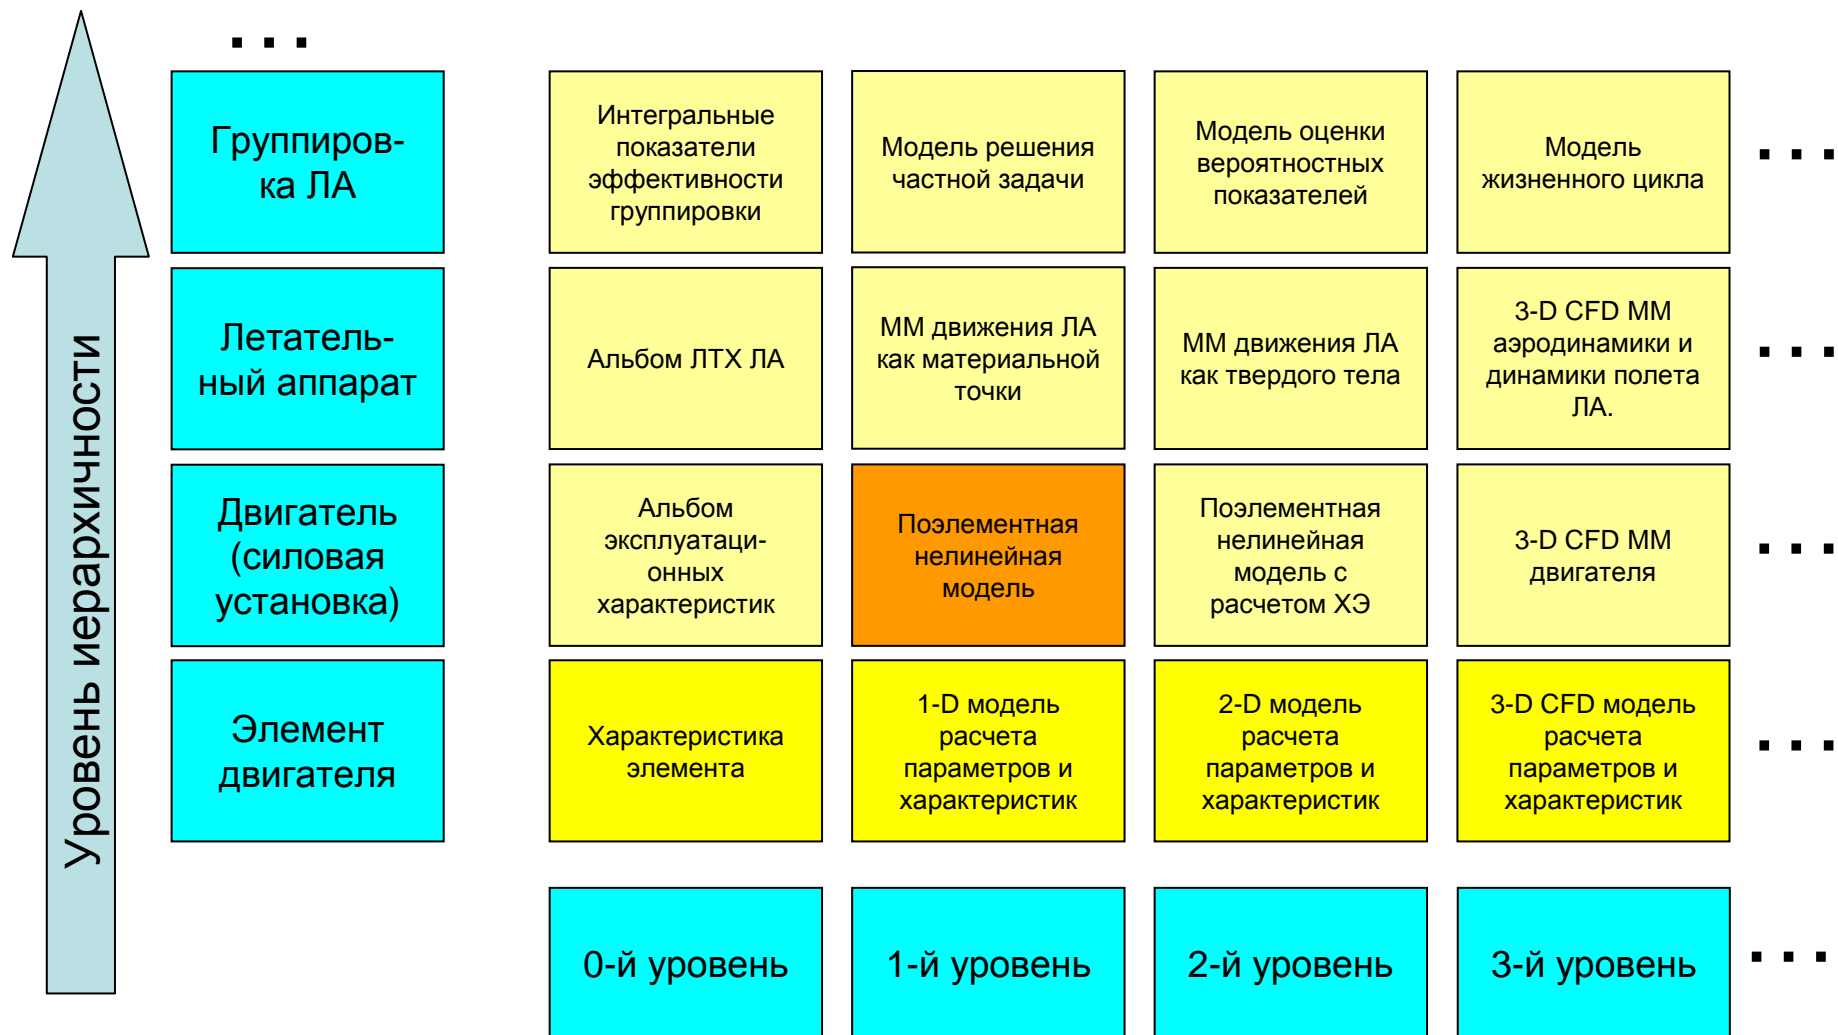 . . .
Группиров-
ка ЛА
Интегральные
показатели
эффективности
группировки
Модель решения
частной задачи
Модель оценки
вероятностных
показателей
Модель
жизненного цикла
. . .
Летатель-
ный аппарат
Альбом ЛТХ ЛА
ММ движения ЛА
как материальной
точки
ММ движения ЛА
как твердого тела
3-D CFD ММ
аэродинамики и
динамики полета
ЛА.
. . .
Двигатель
(силовая
установка)
Альбом
эксплуатаци-
онных
характеристик
Поэлементная
нелинейная
модель
Поэлементная
нелинейная
модель с
расчетом ХЭ
3-D CFD ММ
двигателя
. . .
Элемент
двигателя
Характеристика
элемента
1-D модель
расчета
параметров и
характеристик
2-D модель
расчета
параметров и
характеристик
3-D CFD модель
расчета
параметров и
характеристик
. . .
Уровень иерархичности
0-й уровень
1-й уровень
2-й уровень
3-й уровень
. . .